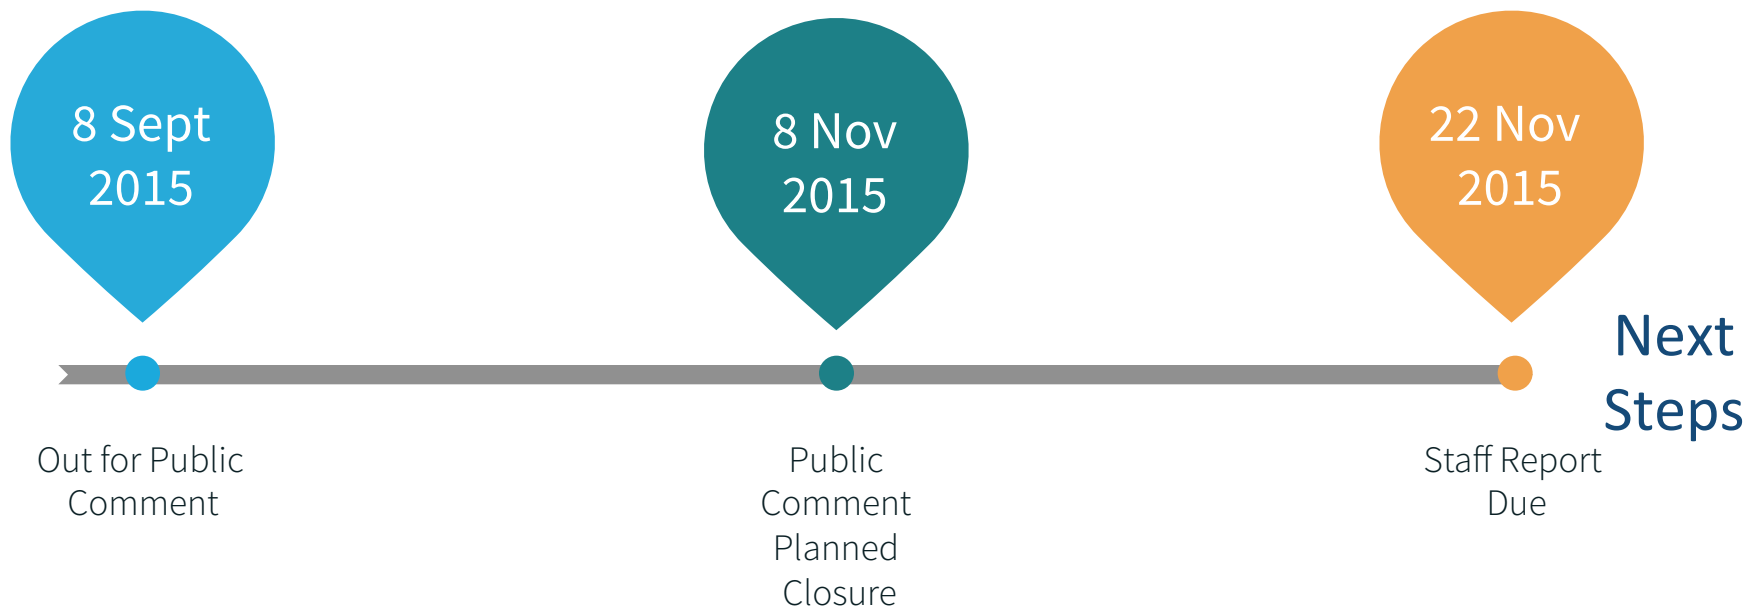 8 Sept
2015
8 Nov
2015
22 Nov
2015
Next
Steps
Out for Public
Comment
Public
Comment
Planned
Closure
Staff Report
Due